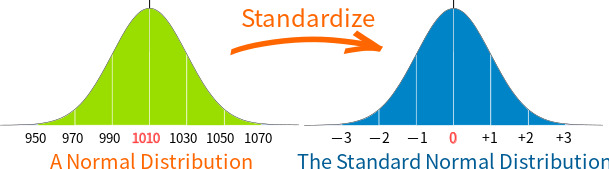 Standardize
950 970 990 1010 1030 1050 1070
−3 −2 −1 0 +1 +2 +3
A Normal Distribution
The Standard Normal Distribution